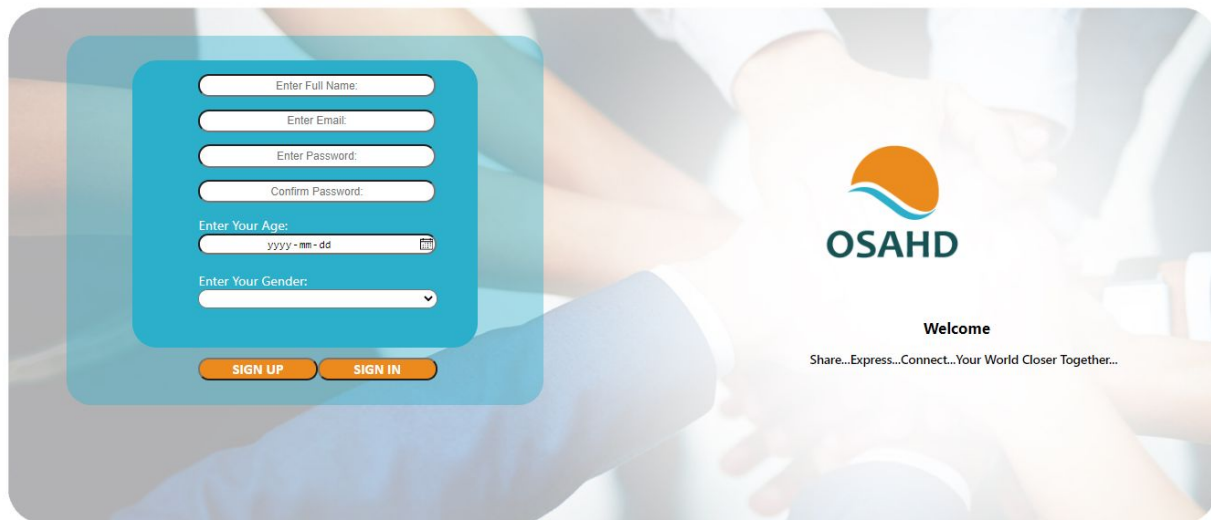 Enter Full Name:
Enter Email:
Enter Password:
Confirm Password:
Enter Your Age:
yyyy-mm-dd
Enter Your Gender:
SIGN UP
SIGN IN
OSAHD
Welcome
Share...Express...Connect...Your World Closer Together...